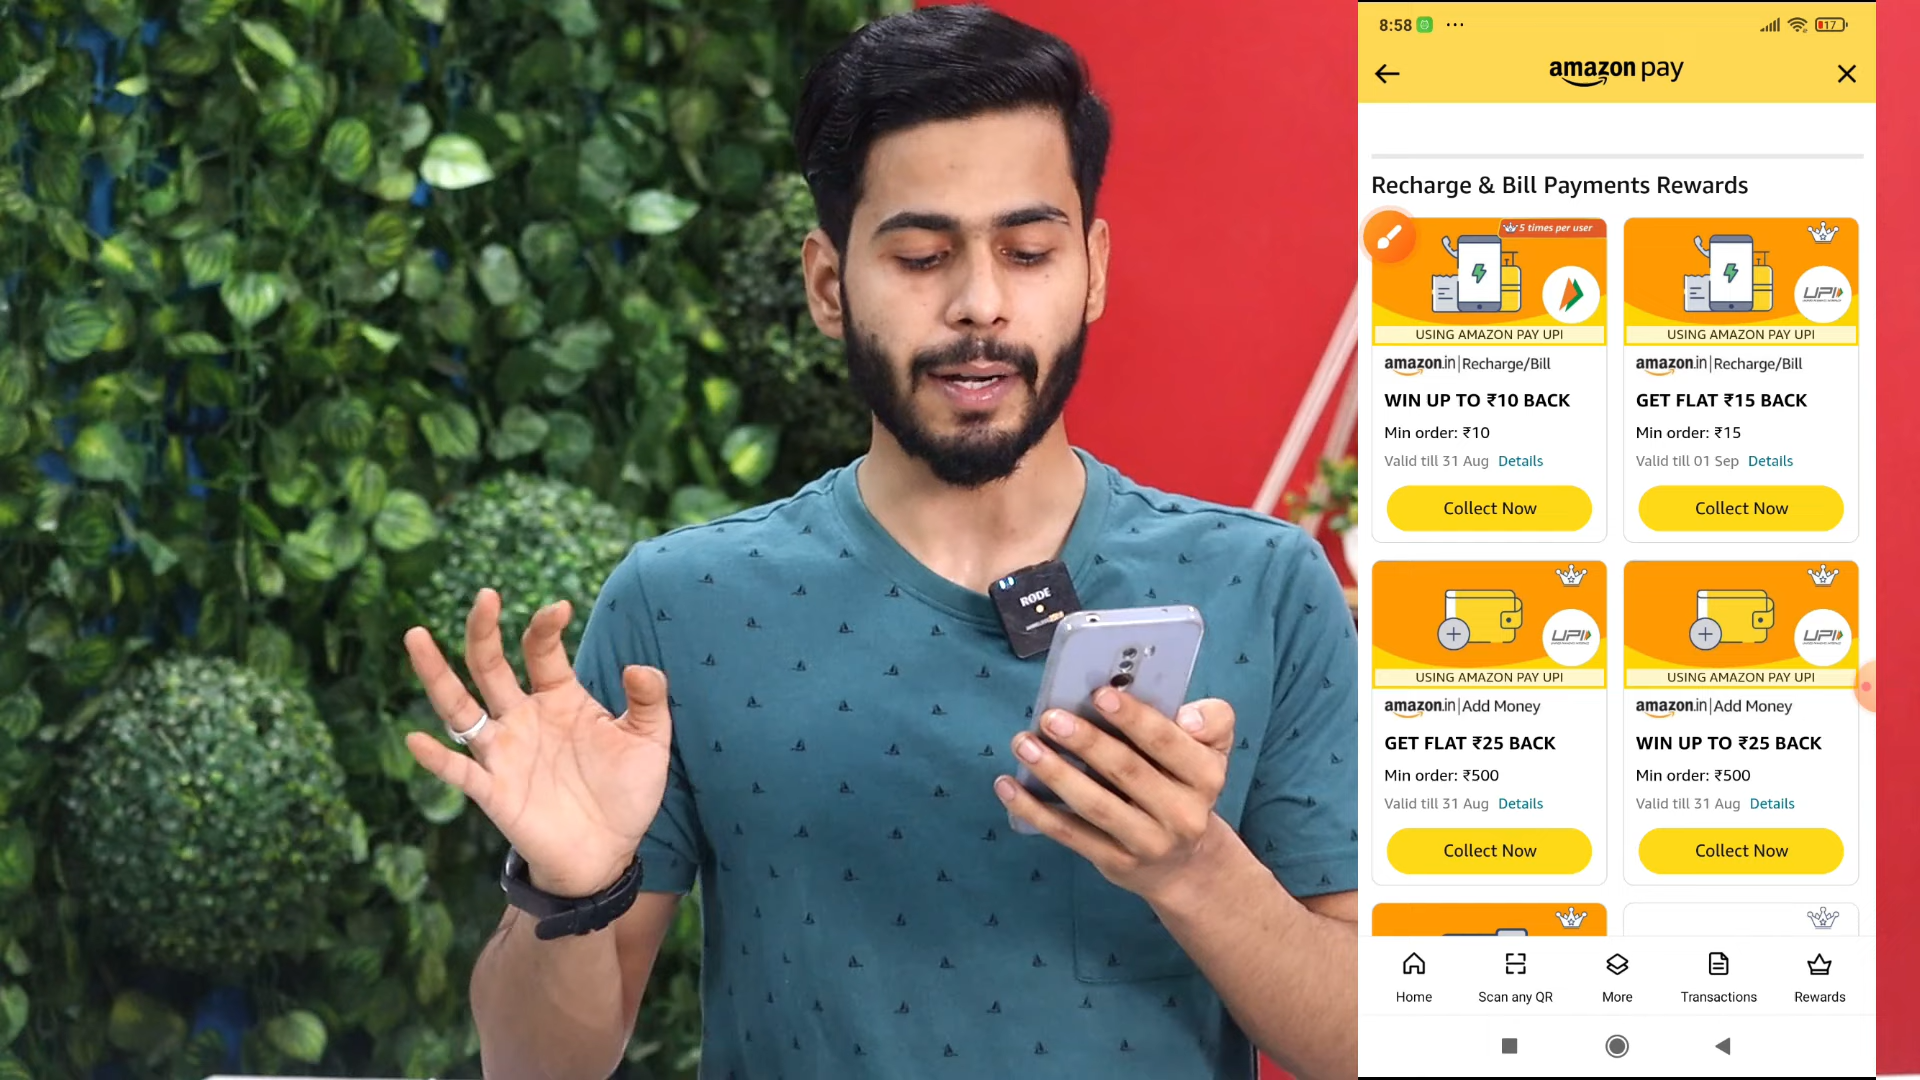 8:58
17
amazon pay
Recharge & Bill Payments Rewards
5 times per user
UPI
USING AMAZON PAY UPI
USING AMAZON PAY UPI
amazon.in|Recharge/Bill
amazon.in|Recharge/Bill
WIN UP TO ₹10 BACK
GET FLAT ₹15 BACK
Min order: ₹10
Min order: ₹15
Valid till 31 Aug Details
Valid till 01 Sep Details
Collect Now
Collect Now
UPI
UPI
USING AMAZON PAY UPI
USING AMAZON PAY UPI
amazon.in|Add Money
amazon.in|Add Money
GET FLAT ₹25 BACK
WIN UP TO ₹25 BACK
Min order: ₹500
Min order: ₹500
Valid till 31 Aug Details
Valid till 31 Aug Details
Collect Now
Collect Now
Home
Scan any QR
More
Transactions
Rewards
RODE